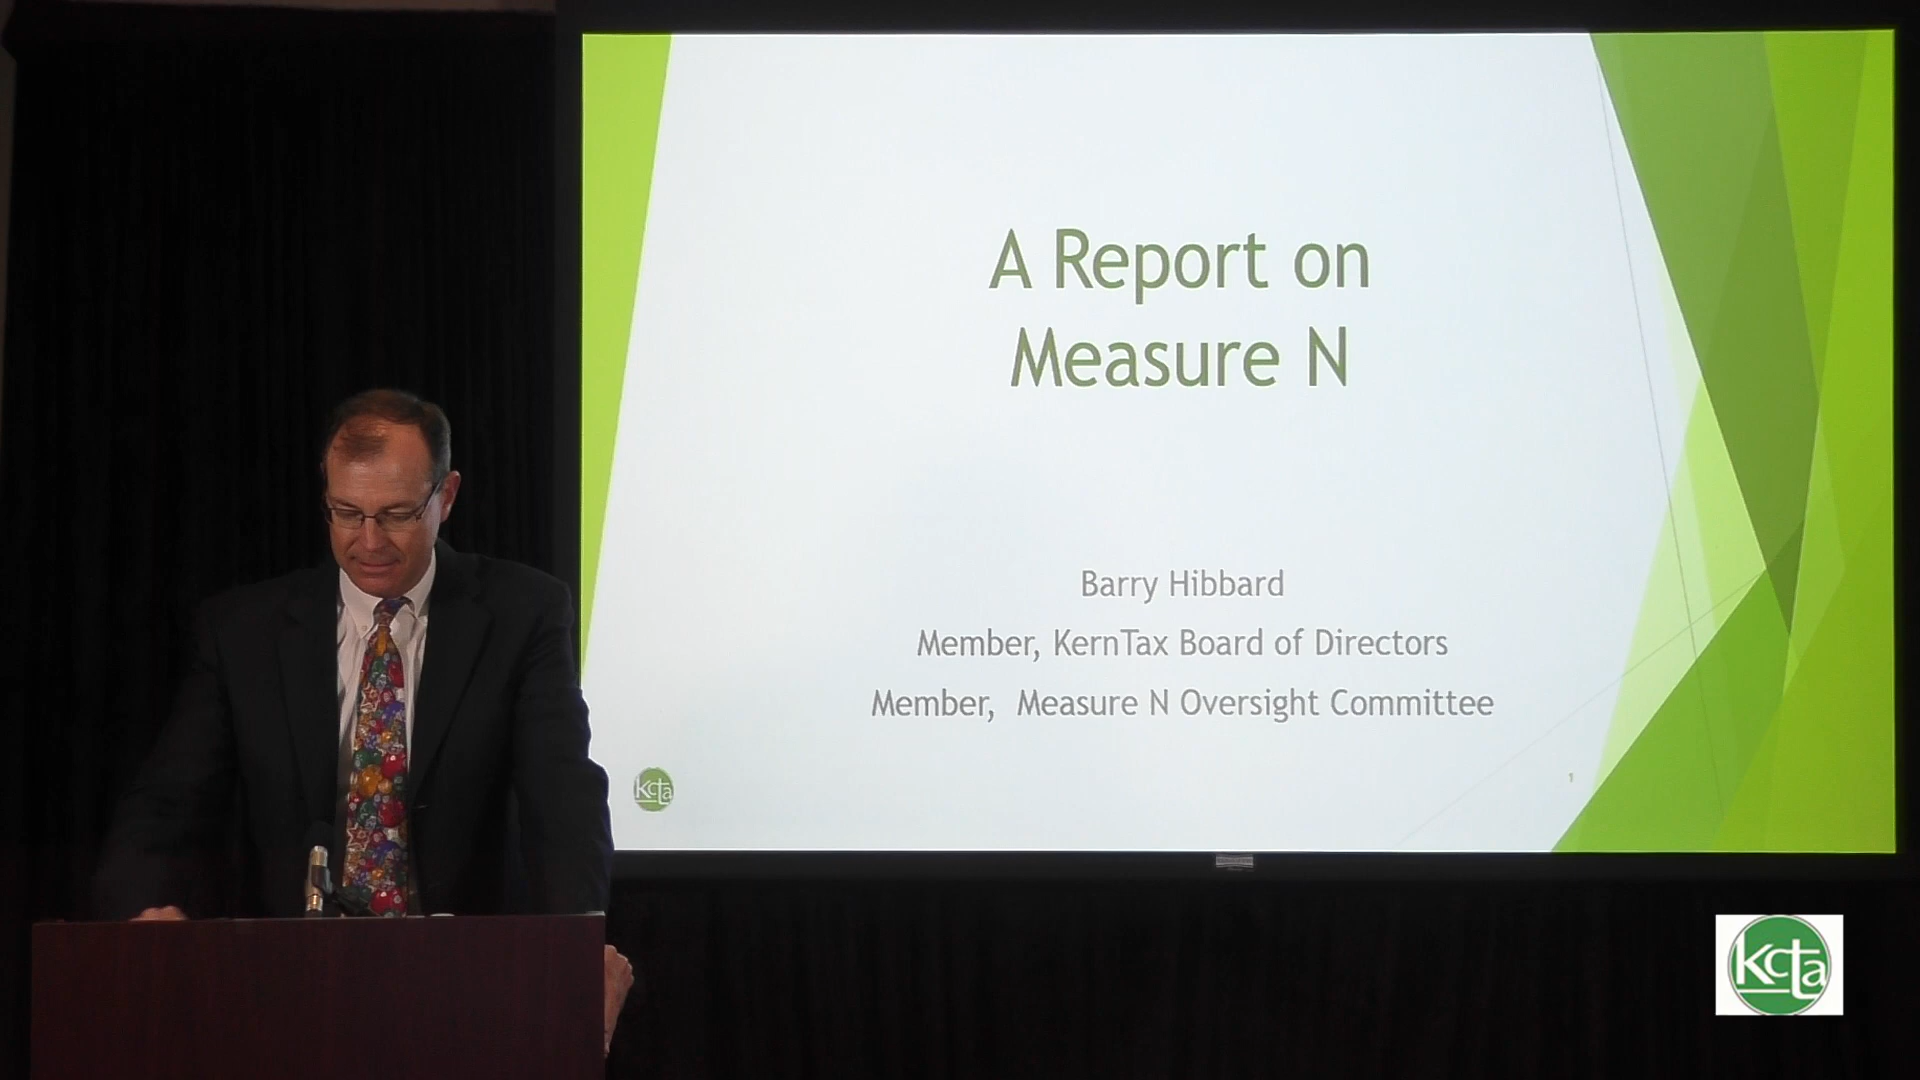 A Report on
Measure N
Barry Hibbard
Member, KernTax Board of Directors
Member, Measure N Oversight Committee
kcta
1
kcta